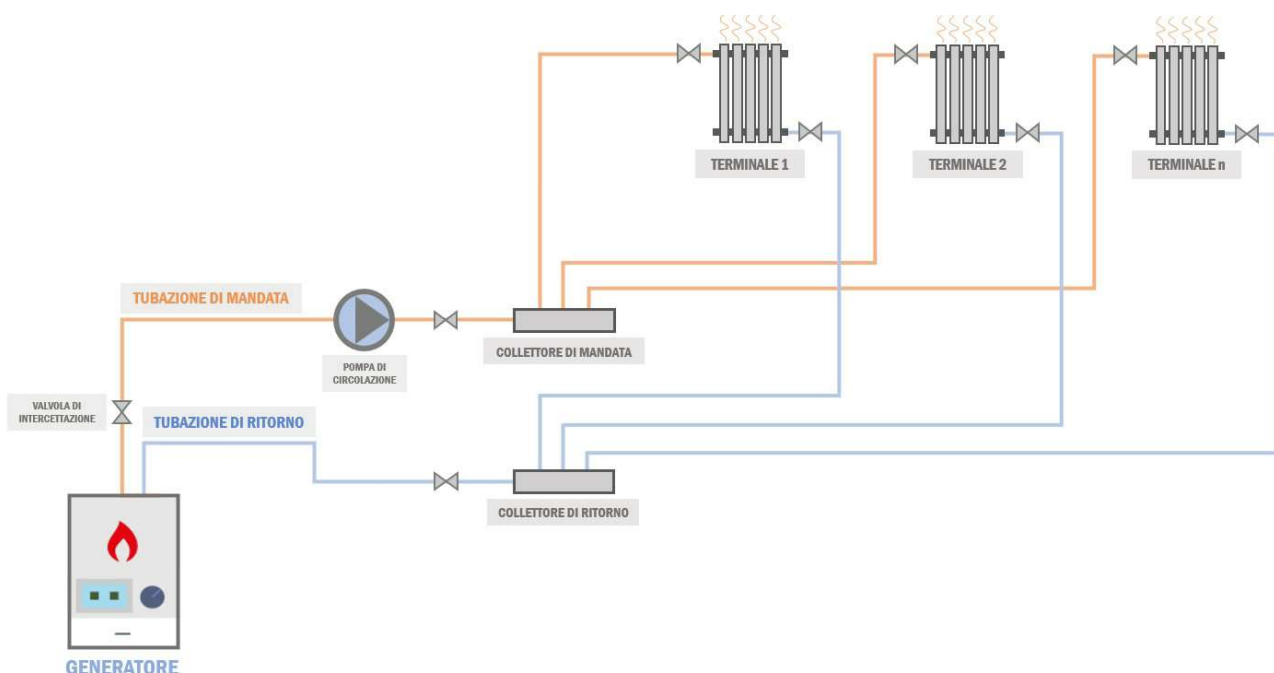 TERMINALE 1
TERMINALE 2
TERMINALE n
TUBAZIONE DI MANDATA
COLLETTORE DI MANDATA
POMPA DI
CIRCOLAZIONE
VALVOLA DI
INTERCETTAZIONE
TUBAZIONE DI RITORNO
COLLETTORE DI RITORNO
GENERATORE